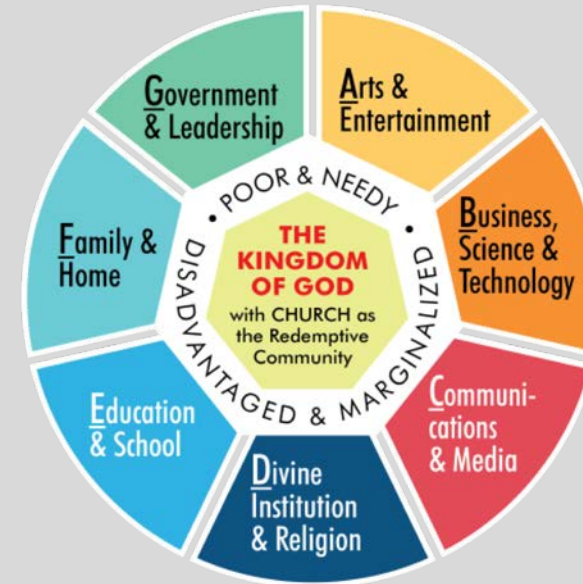 Government
& Leadership
Arts &
Entertainment
Business,
Science &
Technology
Communi-
cations
& Media
Divine
Institution
& Religion
Education
& School
Family &
Home
• POOR & NEEDY •
DISADVANTAGED & MARGINALIZED
THE
KINGDOM
OF GOD
with CHURCH as
the Redemptive
Community